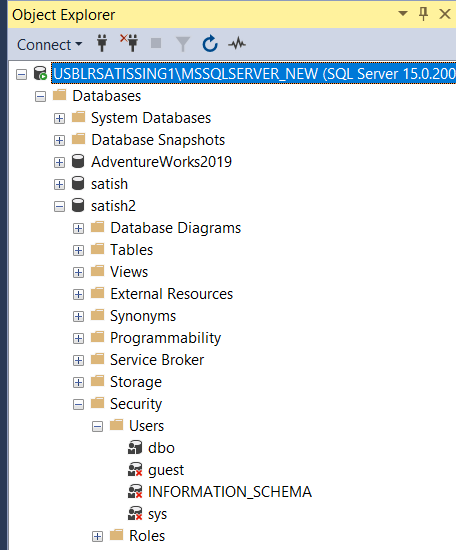 Object Explorer
Connect
USBLRSATISSING1\MSSQLSERVER_NEW (SQL Server 15.0.200
Databases
System Databases
Database Snapshots
AdventureWorks2019
satish
satish2
Database Diagrams
Tables
Views
External Resources
Synonyms
Programmability
Service Broker
Storage
Security
Users
dbo
guest
INFORMATION_SCHEMA
sys
Roles